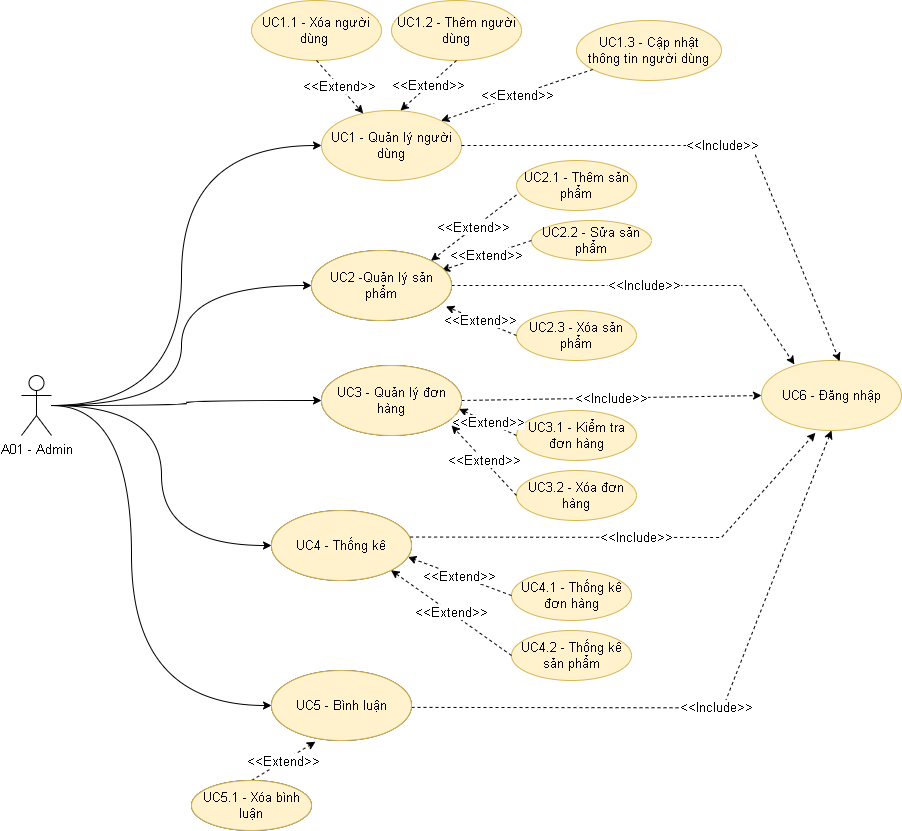 UC1.1 - Xóa người
dùng
UC1.2 - Thêm người
dùng
UC1.3 - Cập nhật
thông tin người dùng
<<Extend>>
<<Extend>>
<<Extend>>
UC1 - Quản lý người
dùng
<<Include>>
UC2.1 - Thêm sản
phẩm
<<Extend>>
UC2.2 - Sửa sản
phẩm
<<Extend>>
UC2 -Quản lý sản
phẩm
<<Include>>
<<Extend>>
UC2.3 - Xóa sản
phẩm
UC3 - Quản lý đơn
hàng
<<Include>>
UC6 - Đăng nhập
<<Extend>>
UC3.1 - Kiểm tra
đơn hàng
A01 - Admin
<<Extend>>
UC3.2 - Xóa đơn
hàng
UC4 - Thống kê
<<Include>>
<<Extend>>
UC4.1 - Thống kê
đơn hàng
<<Extend>>
UC4.2 - Thống kê
sản phẩm
UC5 - Bình luận
<<Include>>
<<Extend>>
UC5.1 - Xóa bình
luận